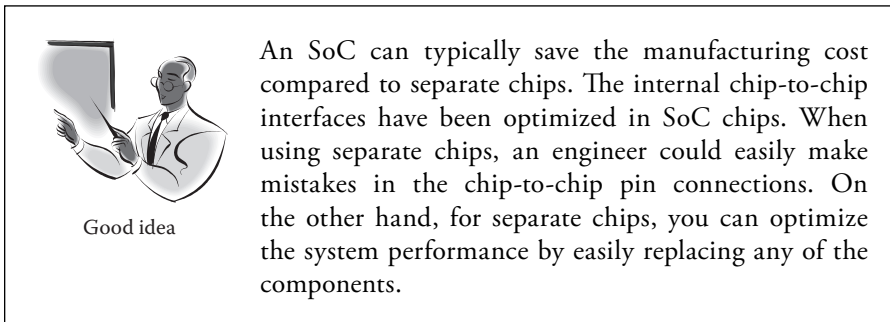 An SoC can typically save the manufacturing cost
compared to separate chips. The internal chip-to-chip
interfaces have been optimized in SoC chips. When
using separate chips, an engineer could easily make
mistakes in the chip-to-chip pin connections. On
the other hand, for separate chips, you can optimize
the system performance by easily replacing any of the
components.
Good idea